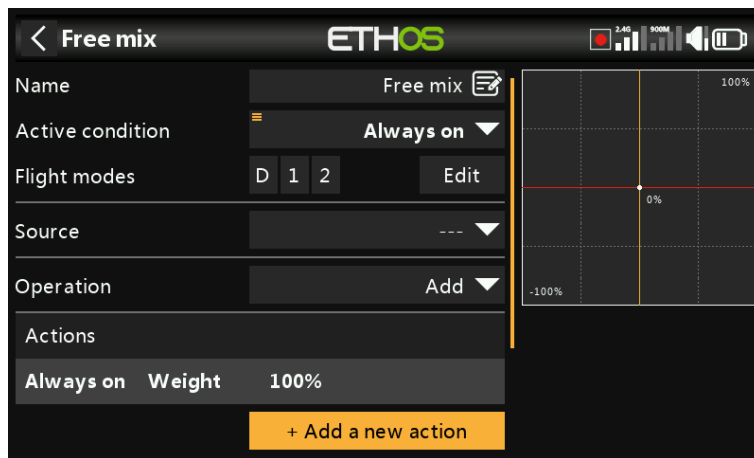 Free mix
ETHOS
2.4G 900M
Name Free mix
100%
Active condition Always on
Flight modes D 1 2 Edit
0%
Source ---
Operation Add
-100%
Actions
Always on Weight 100%
+ Add a new action